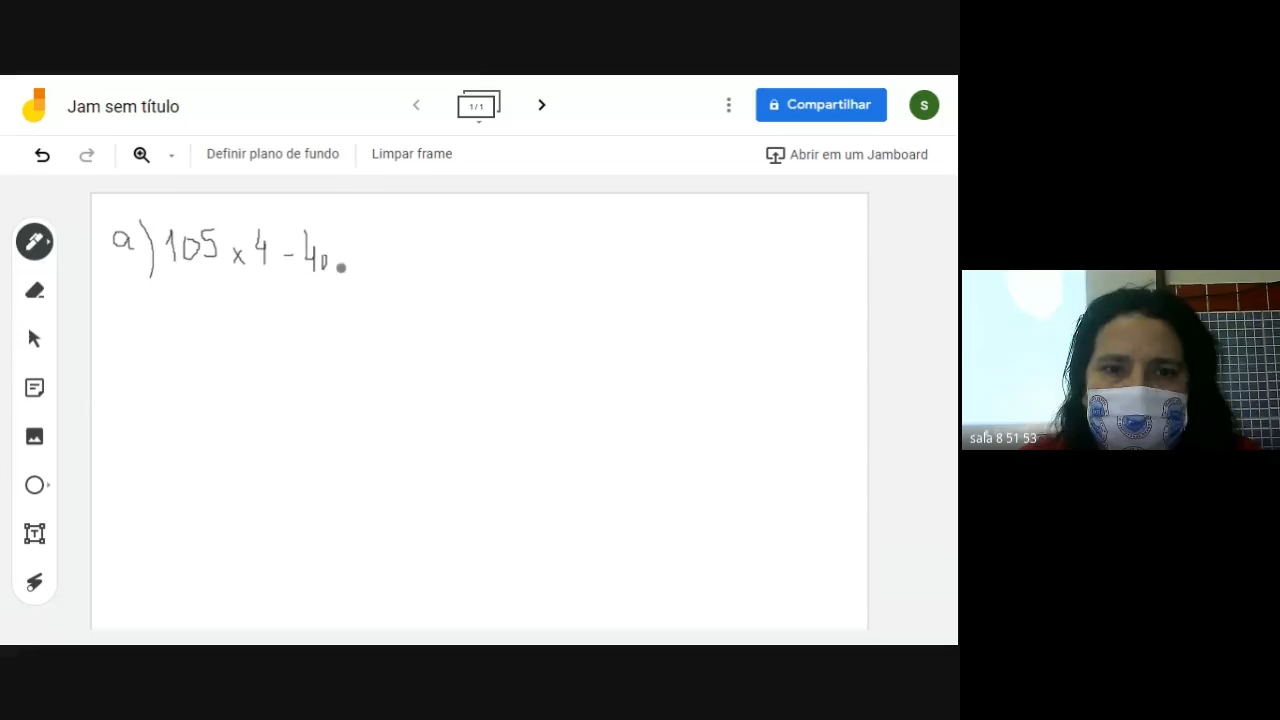 Jam sem título
1/1
Compartilhar
S
Definir plano de fundo
Limpar frame
Abrir em um Jamboard
a) 105 x 4 - 40
T
sala 8 51 53